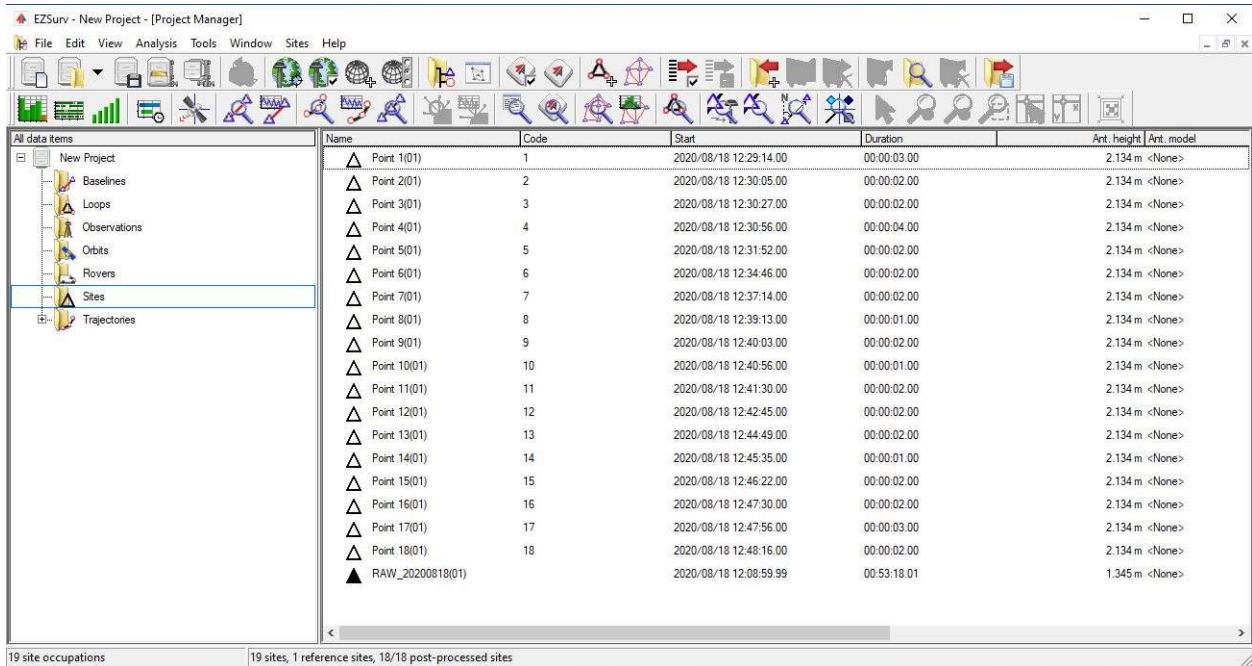 EZSurv - New Project - [Project Manager]
File Edit View Analysis Tools Window Sites Help
All data items
New Project
Baselines
Loops
Observations
Orbits
Rovers
Sites
Trajectories
Name Code Start Duration Ant. height Ant. model
Point 1(01) 1 2020/08/18 12:29:14.00 00:00:03.00 2.134 m <None>
Point 2(01) 2 2020/08/18 12:30:05.00 00:00:02.00 2.134 m <None>
Point 3(01) 3 2020/08/18 12:30:27.00 00:00:02.00 2.134 m <None>
Point 4(01) 4 2020/08/18 12:30:56.00 00:00:04.00 2.134 m <None>
Point 5(01) 5 2020/08/18 12:31:52.00 00:00:02.00 2.134 m <None>
Point 6(01) 6 2020/08/18 12:34:46.00 00:00:02.00 2.134 m <None>
Point 7(01) 7 2020/08/18 12:37:14.00 00:00:02.00 2.134 m <None>
Point 8(01) 8 2020/08/18 12:39:13.00 00:00:01.00 2.134 m <None>
Point 9(01) 9 2020/08/18 12:40:03.00 00:00:02.00 2.134 m <None>
Point 10(01) 10 2020/08/18 12:40:56.00 00:00:01.00 2.134 m <None>
Point 11(01) 11 2020/08/18 12:41:30.00 00:00:02.00 2.134 m <None>
Point 12(01) 12 2020/08/18 12:42:45.00 00:00:02.00 2.134 m <None>
Point 13(01) 13 2020/08/18 12:44:49.00 00:00:02.00 2.134 m <None>
Point 14(01) 14 2020/08/18 12:45:35.00 00:00:01.00 2.134 m <None>
Point 15(01) 15 2020/08/18 12:46:22.00 00:00:02.00 2.134 m <None>
Point 16(01) 16 2020/08/18 12:47:30.00 00:00:02.00 2.134 m <None>
Point 17(01) 17 2020/08/18 12:47:56.00 00:00:03.00 2.134 m <None>
Point 18(01) 18 2020/08/18 12:48:16.00 00:00:02.00 2.134 m <None>
RAW_20200818(01) 2020/08/18 12:08:59.99 00:53:18.01 1.345 m <None>
19 site occupations 19 sites, 1 reference sites, 18/18 post-processed sites